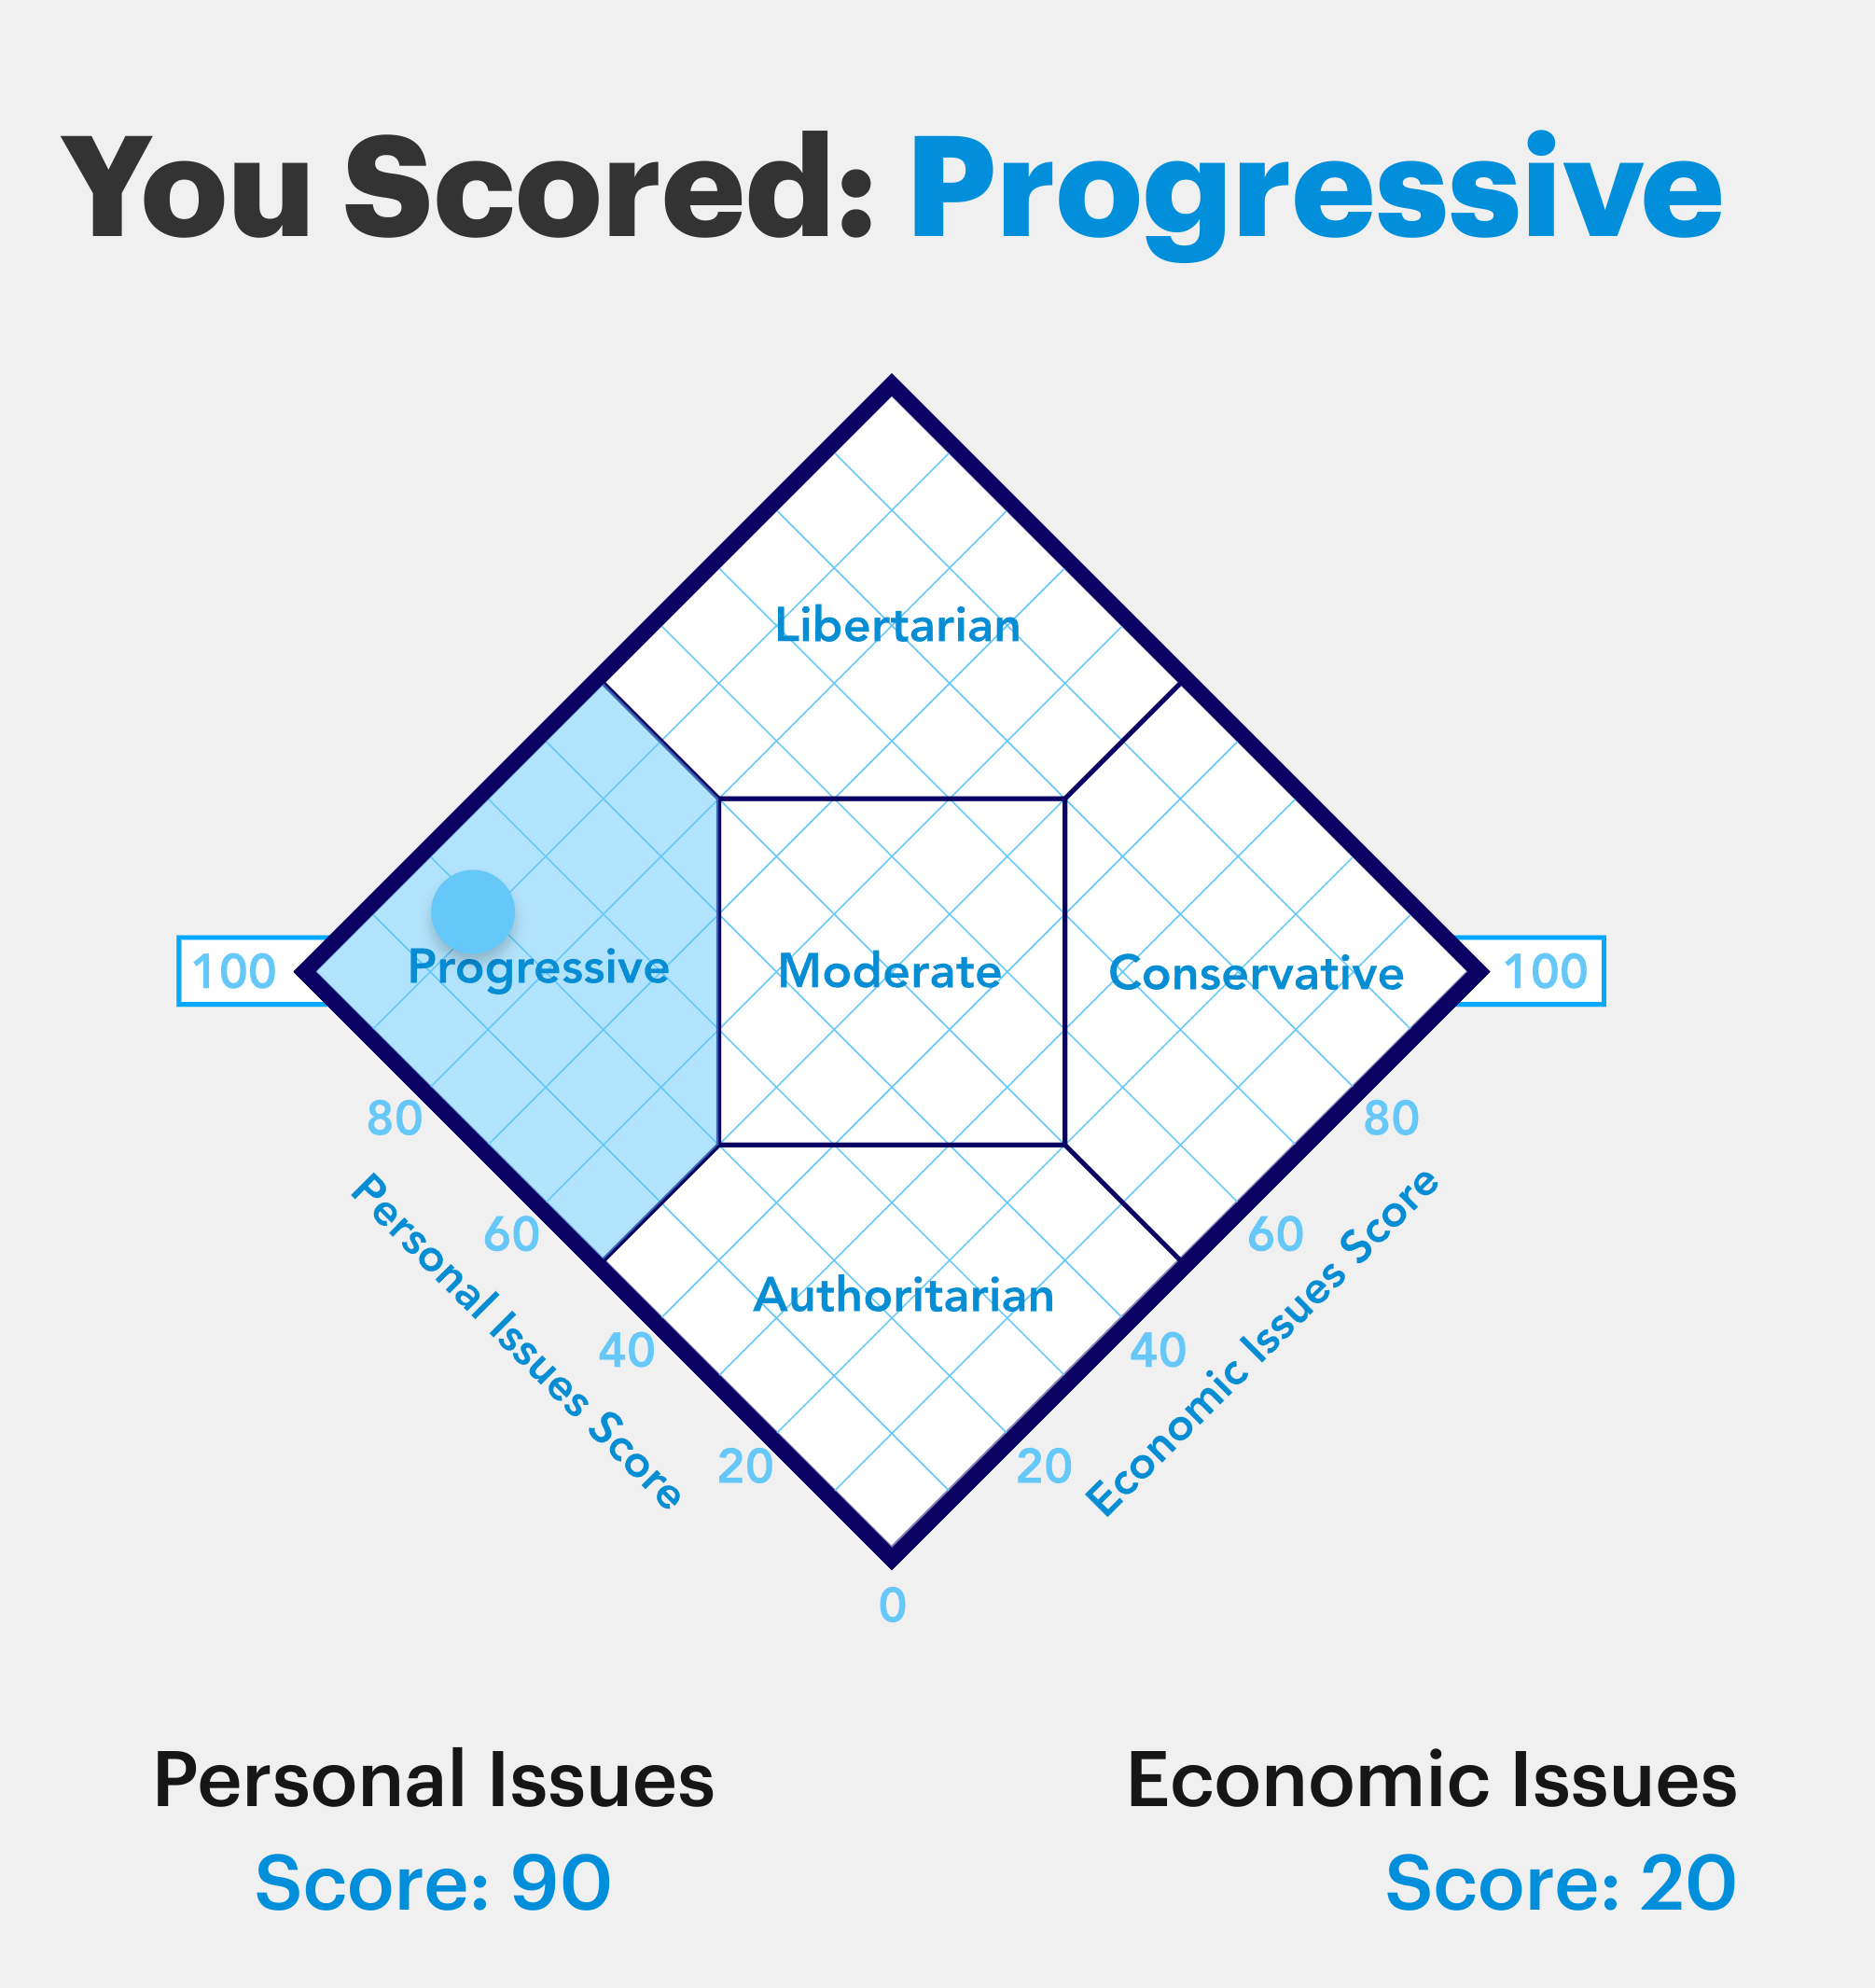 You Scored: Progressive
Libertarian
100
Progressive
Moderate
Conservative
100
80
80
60
60
Personal Issues Score
Economic Issues Score
Authoritarian
40
40
20
20
0
Personal Issues
Economic Issues
Score: 90
Score: 20